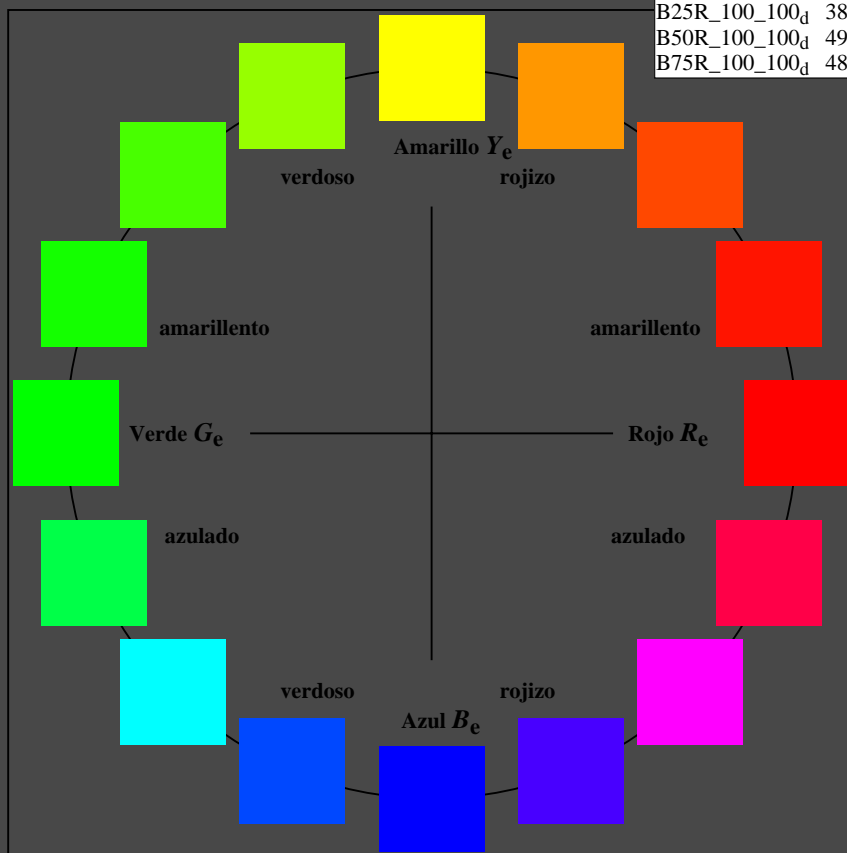 B25R_100_100d 38
B50R_100_100d 49
B75R_100_100d 48
Amarillo Ye
verdoso rojizo
amarillento amarillento
Verde Ge Rojo Re
azulado azulado
verdoso rojizo
Azul Be